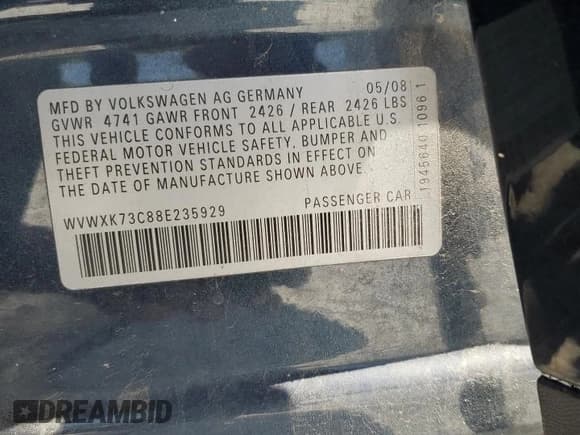 MFD BY VOLKSWAGEN AG GERMANY 05/08
GVWR 4741 GAWR FRONT 2426 / REAR 2426 LBS
THIS VEHICLE CONFORMS TO ALL APPLICABLE U.S.
FEDERAL MOTOR VEHICLE SAFETY, BUMPER AND
THEFT PREVENTION STANDARDS IN EFFECT ON
THE DATE OF MANUFACTURE SHOWN ABOVE.
WVWXK73C88E235929 PASSENGER CAR
19456640110961
DREAMBID